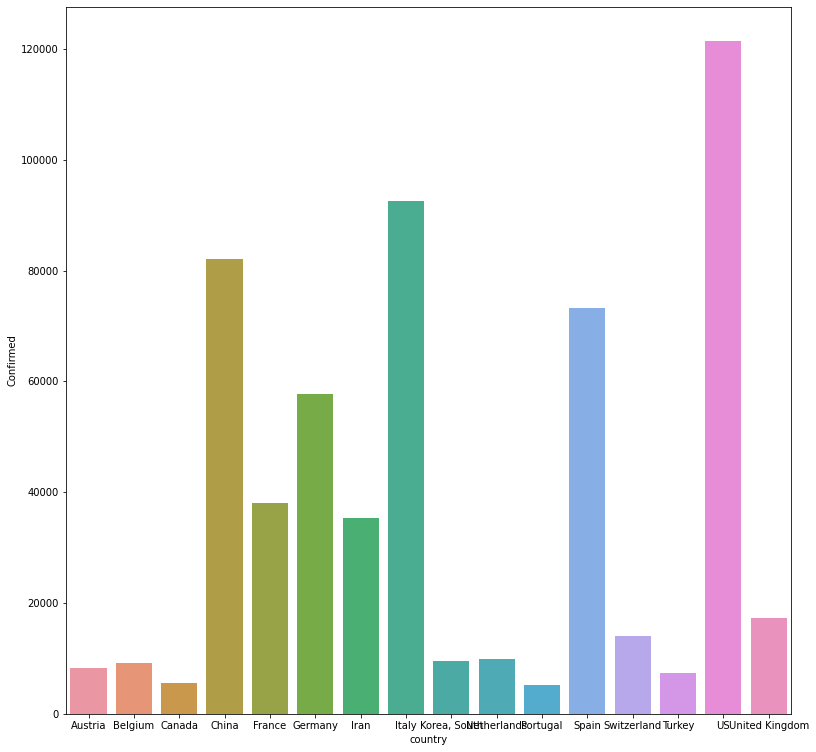 120000
100000
80000
60000
40000
20000
0
Confirmed
Austria Belgium Canada China France Germany Iran Italy Korea, South Netherlands Portugal Spain Switzerland Turkey US United Kingdom
country